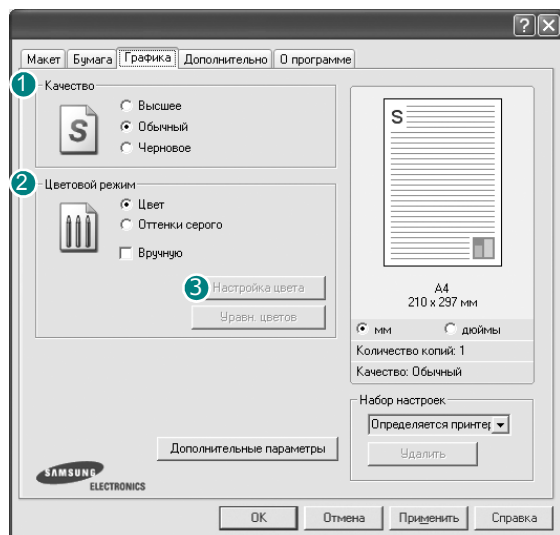 Макет Бумага Графика Дополнительно О программе
1 Качество
S
Высшее
Обычный
Черновое
2 Цветовой режим
Цвет
Оттенки серого
Вручную
3 Настройка цвета
Уравн. цветов
S
A4
210 x 297 мм
мм дюймы
Количество копий: 1
Качество: Обычный
Набор настроек
Определяется принтер
Удалить
Дополнительные параметры
SAMSUNG
ELECTRONICS
OK Отмена Применить Справка